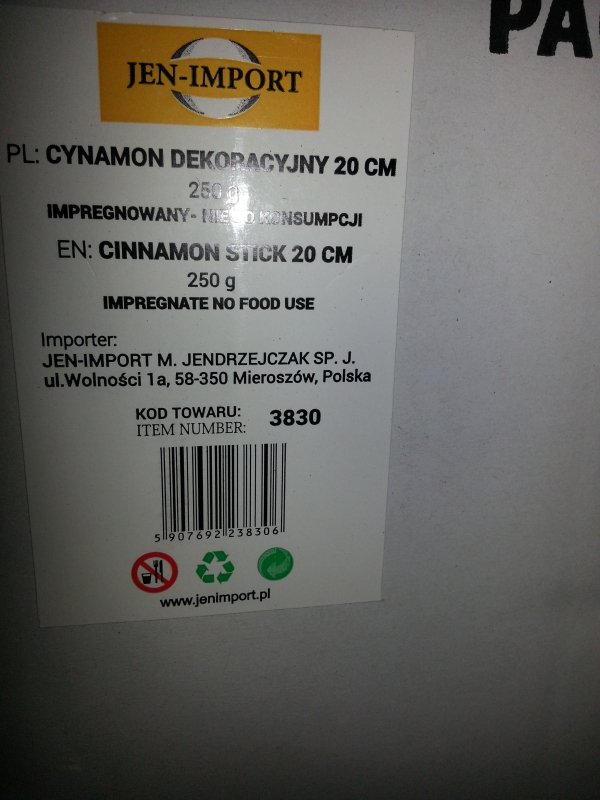 PA
JEN-IMPORT
PL: CYNAMON DEKORACYJNY 20 CM
250 g
IMPREGNOWANY- NIE DO KONSUMPCJI
EN: CINNAMON STICK 20 CM
250 g
IMPREGNATE NO FOOD USE
Importer:
JEN-IMPORT M. JENDRZEJCZAK SP. J.
ul.Wolności 1a, 58-350 Mieroszów, Polska
KOD TOWARU: 3830
ITEM NUMBER:
5 907692 238306
www.jenimport.pl